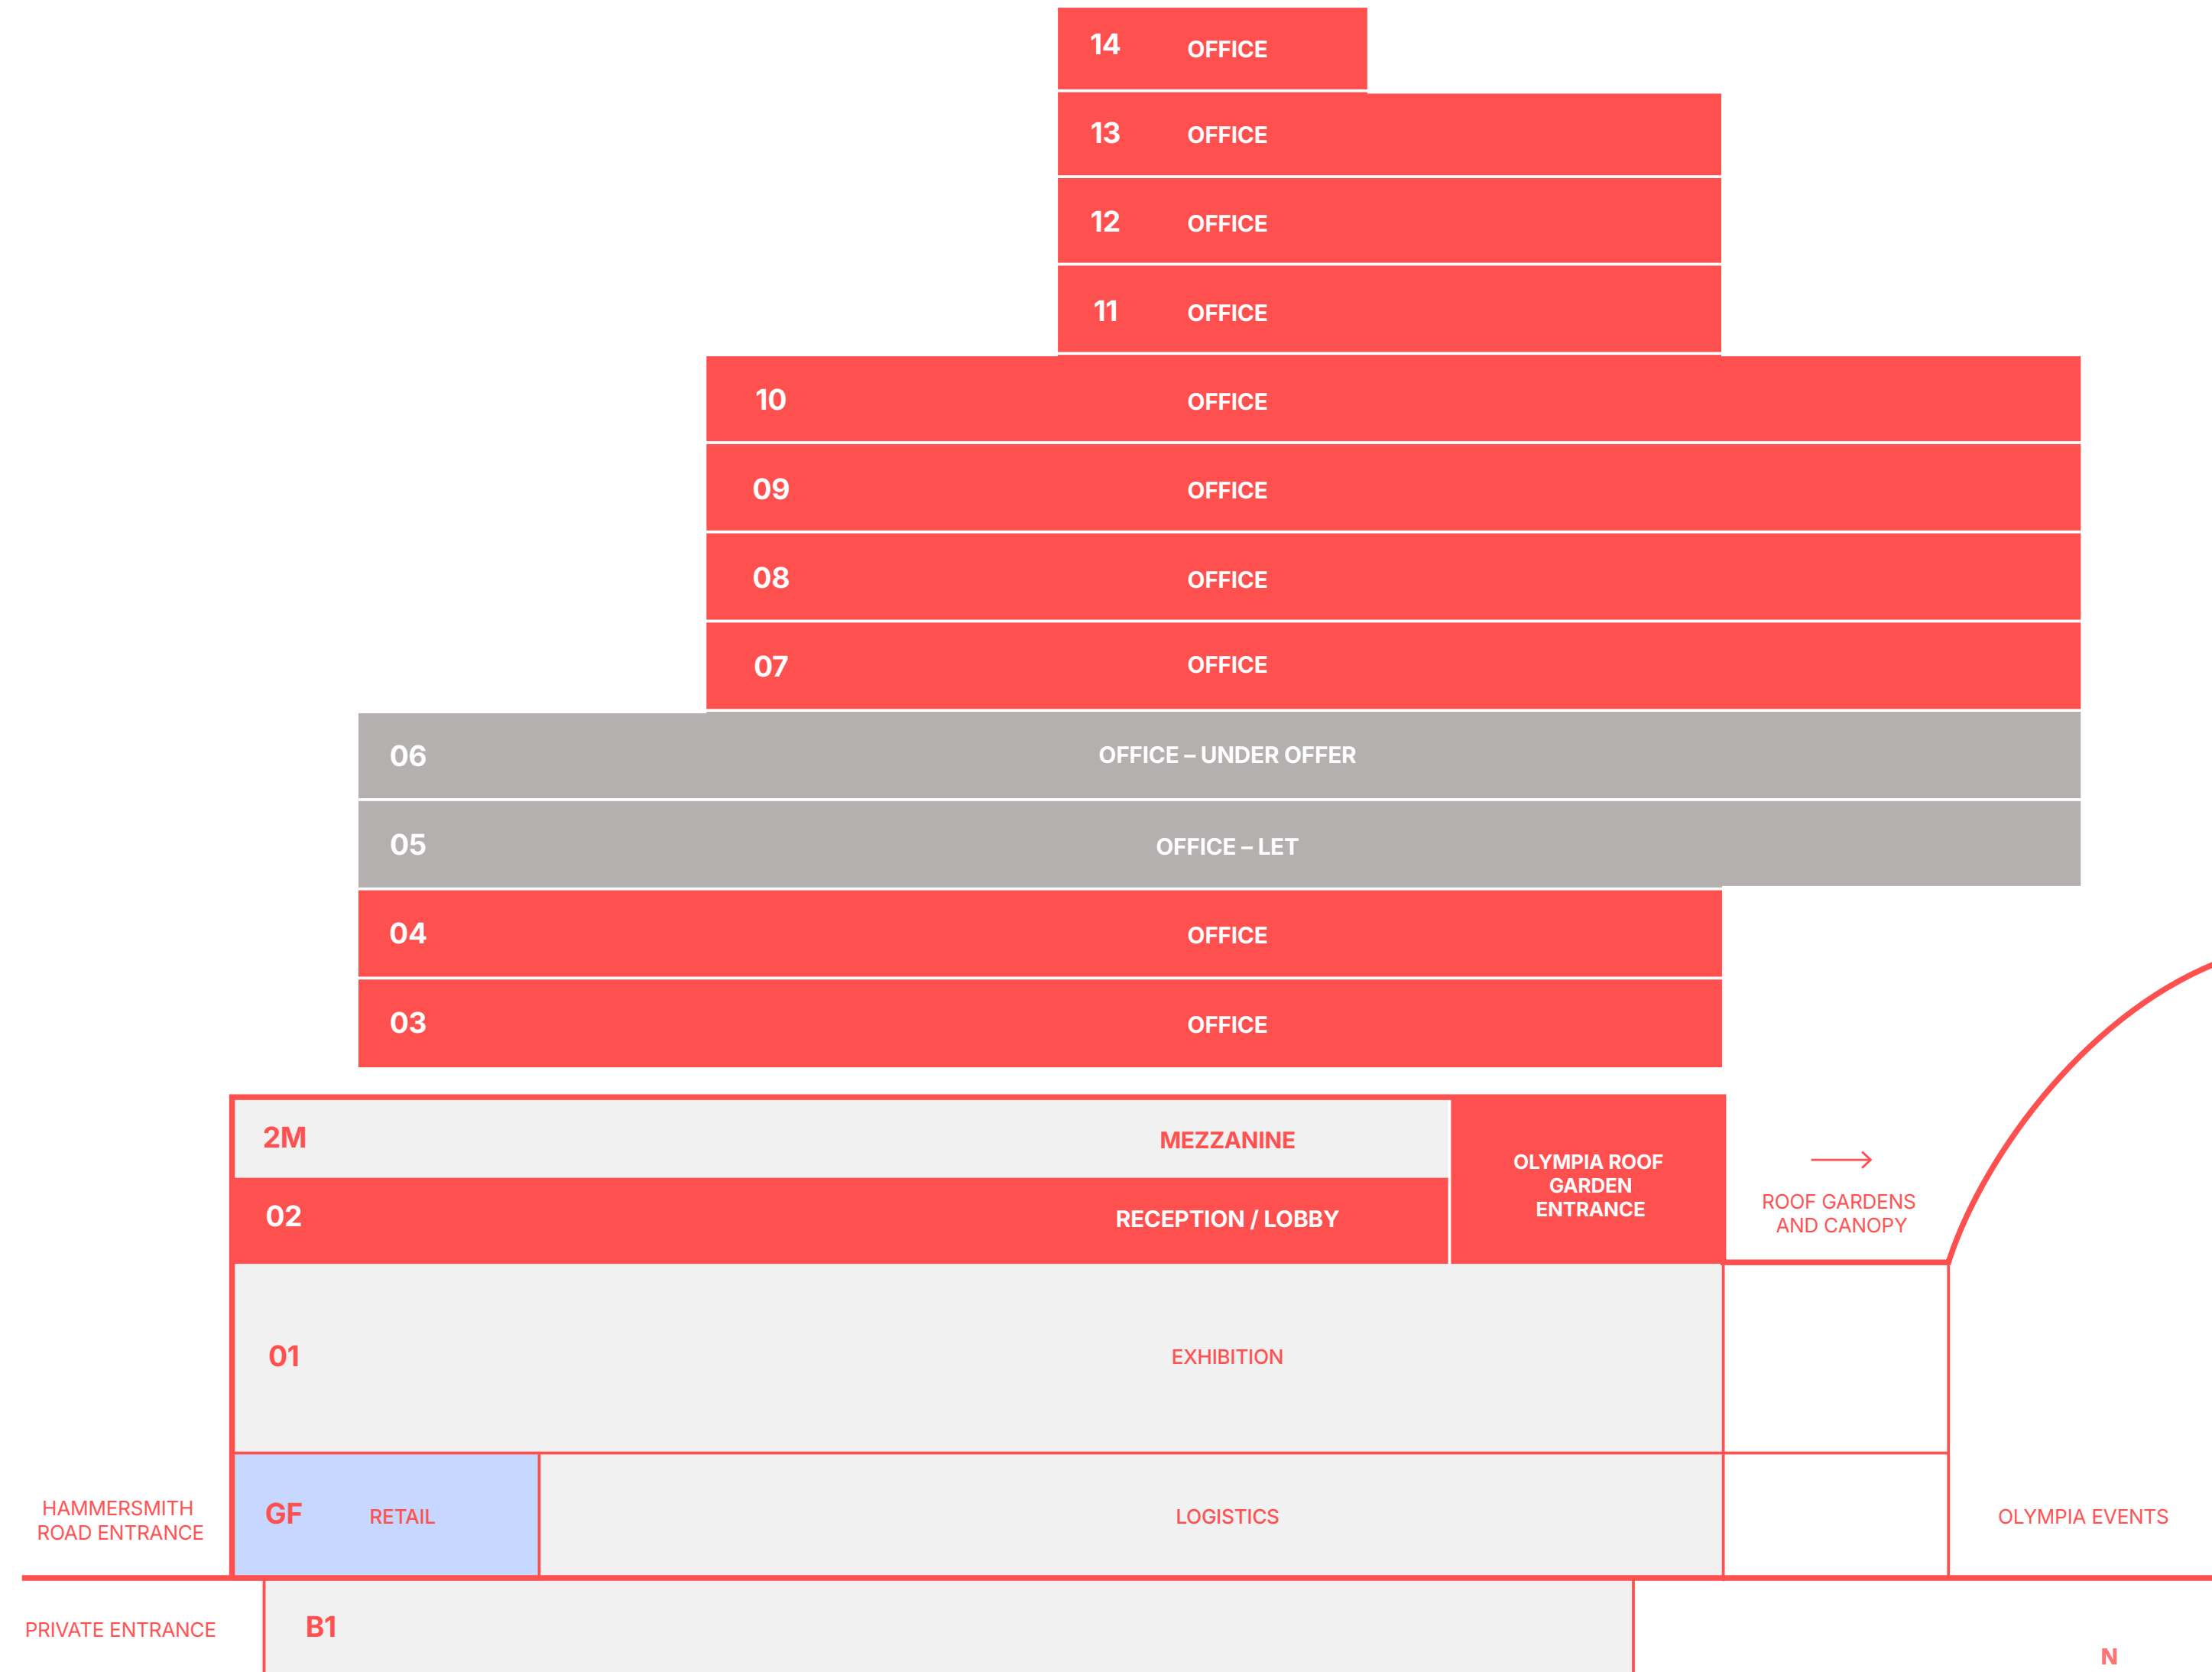 14 OFFICE
13 OFFICE
12 OFFICE
11 OFFICE
10 OFFICE
09 OFFICE
08 OFFICE
07 OFFICE
06 OFFICE – UNDER OFFER
05 OFFICE – LET
04 OFFICE
03 OFFICE
2M MEZZANINE
02 RECEPTION / LOBBY
OLYMPIA ROOF
GARDEN
ENTRANCE
ROOF GARDENS
AND CANOPY
01 EXHIBITION
HAMMERSMITH
ROAD ENTRANCE
GF RETAIL LOGISTICS
OLYMPIA EVENTS
PRIVATE ENTRANCE
B1
N